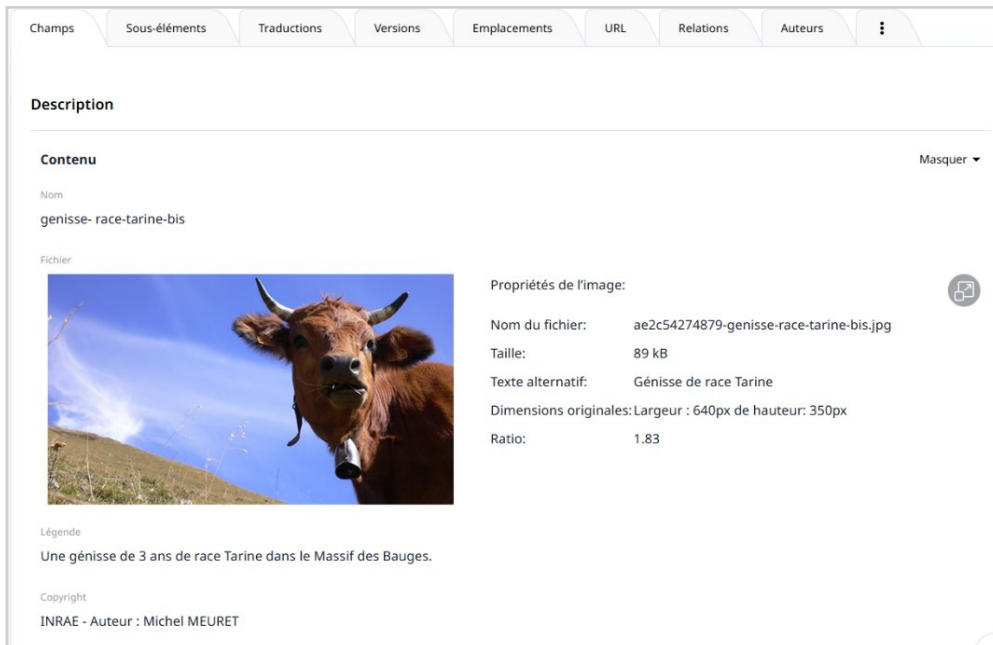 Champs Sous-éléments Traductions Versions Emplacements URL Relations Auteurs
Description
Contenu Masquer
Nom
genisse- race-tarine-bis
Fichier
Propriétés de l'image:
Nom du fichier: ae2c54274879-genisse-race-tarine-bis.jpg
Taille: 89 kB
Texte alternatif: Génisse de race Tarine
Dimensions originales: Largeur : 640px de hauteur: 350px
Ratio: 1.83
Légende
Une génisse de 3 ans de race Tarine dans le Massif des Bauges.
Copyright
INRAE - Auteur : Michel MEURET